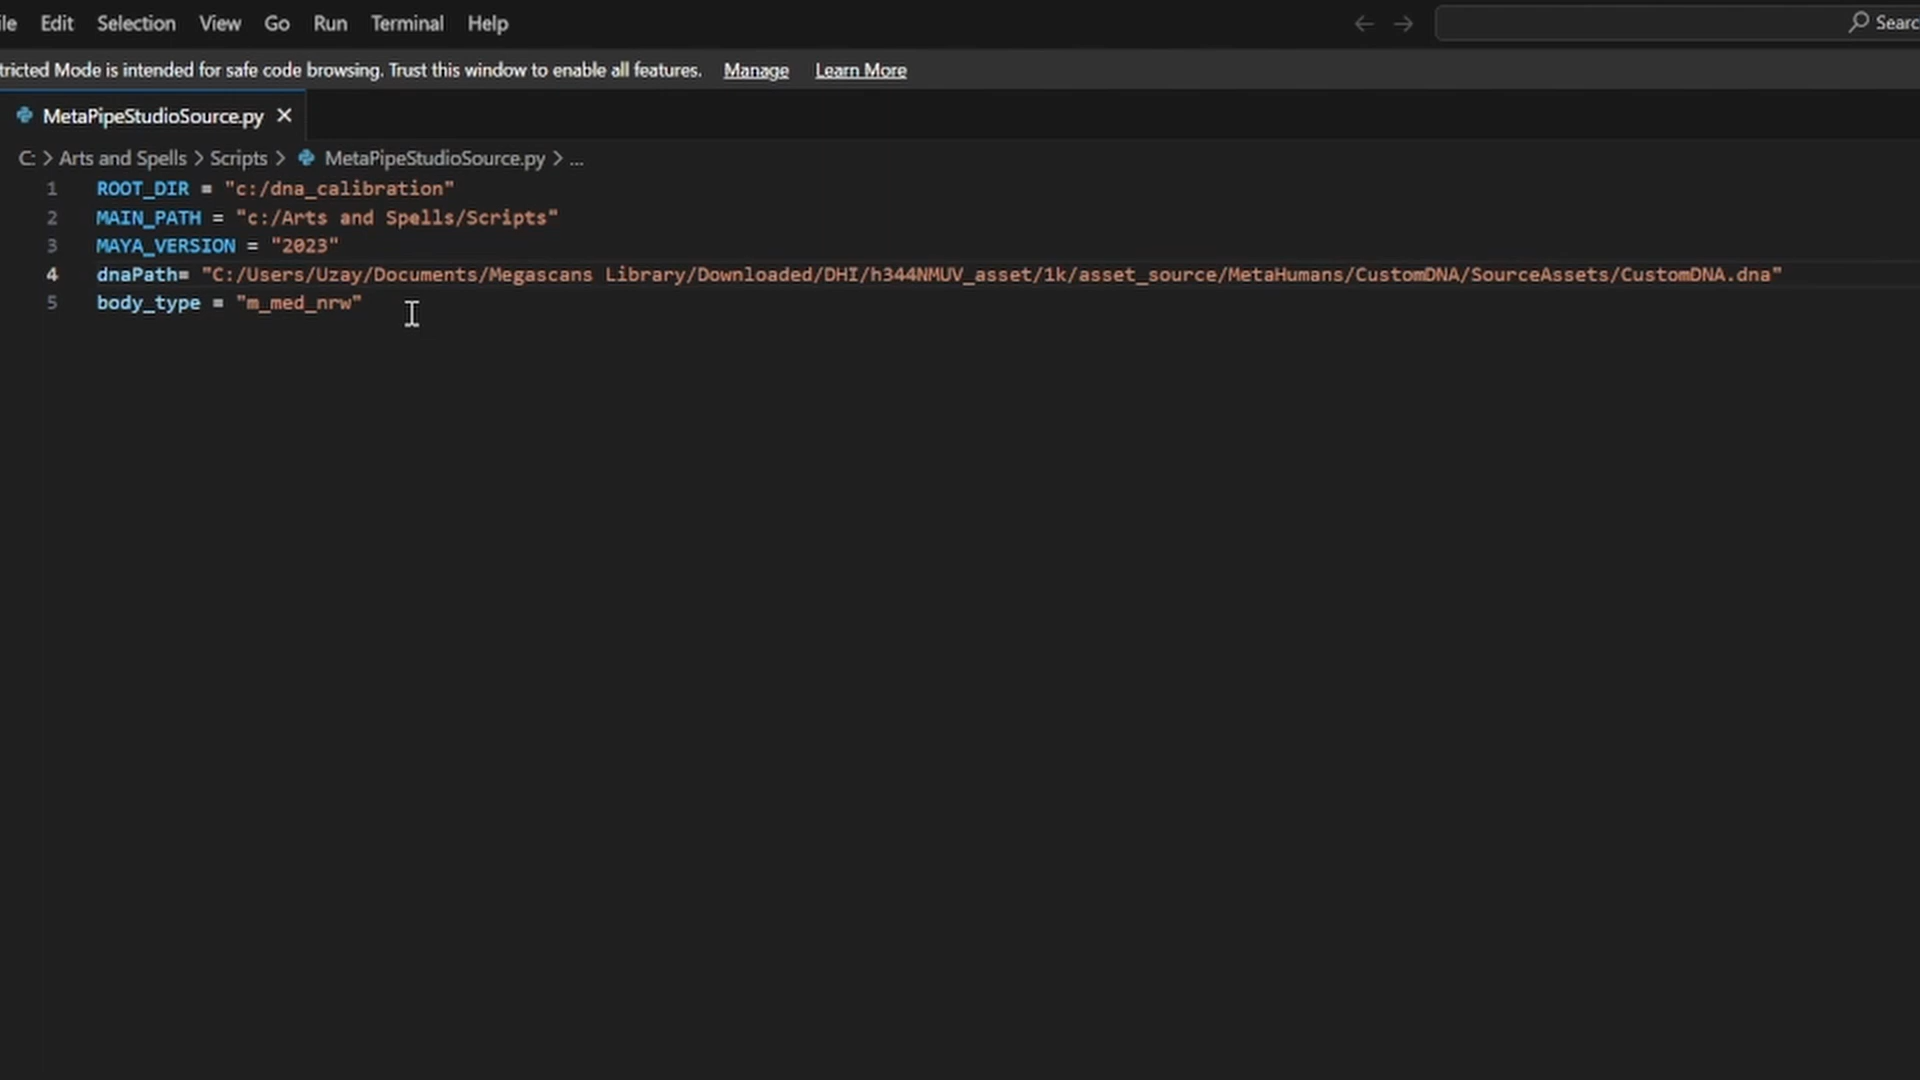 Edit Selection View Go Run Terminal Help
Mode is intended for safe code browsing. Trust this window to enable all features. Manage Learn More
MetaPipeStudioSource.py
C: > Arts and Spells > Scripts > MetaPipeStudioSource.py > ...
1 ROOT_DIR = "c:/dna_calibration"
2 MAIN_PATH = "c:/Arts and Spells/Scripts"
3 MAYA_VERSION = "2023"
4 dnaPath= "C:/Users/Uzay/Documents/Megascans Library/Downloaded/DHI/h344NMUV_asset/1k/asset_source/MetaHumans/CustomDNA/SourceAssets/CustomDNA.dna"
5 body_type = "m_med_nrw"